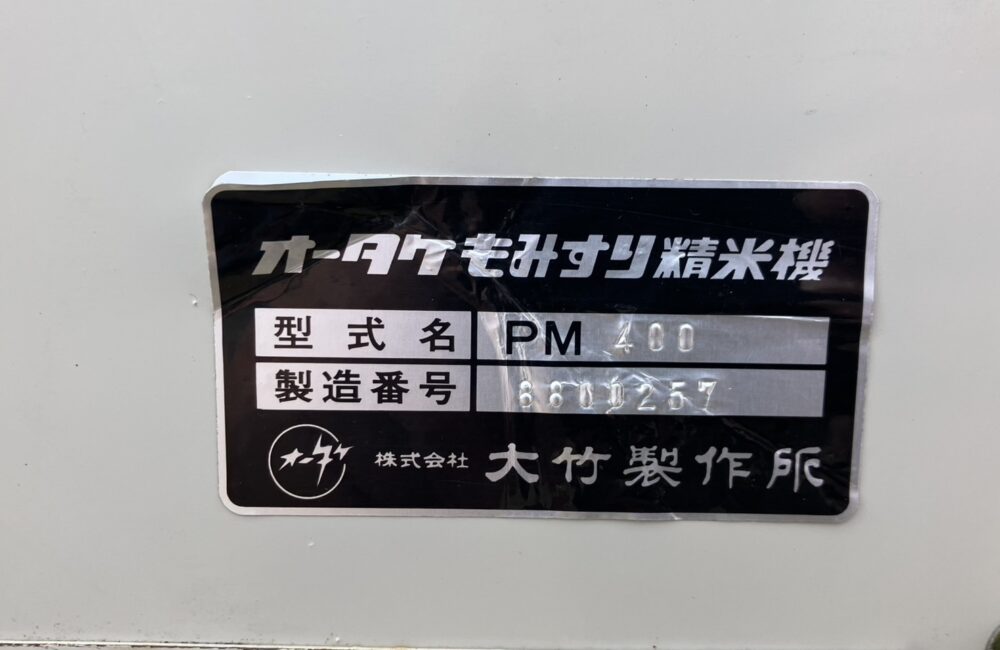 オータケもみすり精米機
型式名 PM 400
製造番号 8800257
オータケ 株式会社 大竹製作所